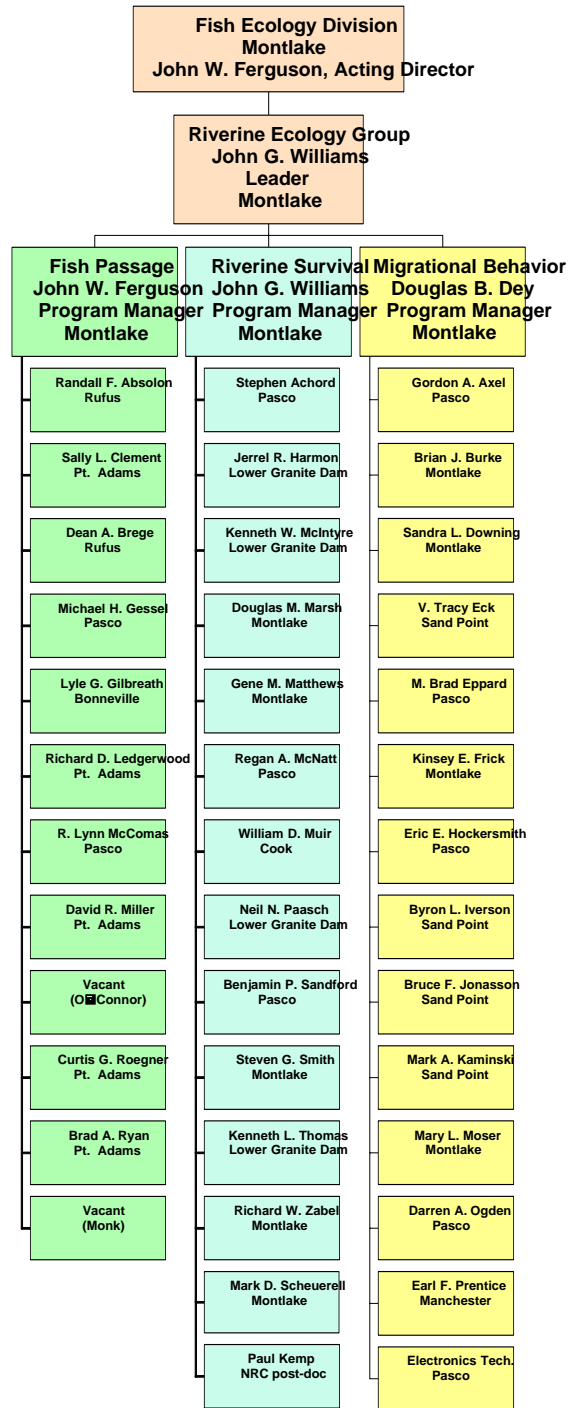 Fish Ecology Division
Montlake
John W. Ferguson, Acting Director
Riverine Ecology Group
John G. Williams
Leader
Montlake
Fish Passage
John W. Ferguson
Program Manager
Montlake
Randall F. Absolon
Rufus
Sally L. Clement
Pt. Adams
Dean A. Brege
Rufus
Michael H. Gessel
Pasco
Lyle G. Gilbreath
Bonneville
Richard D. Ledgerwood
Pt. Adams
R. Lynn McComas
Pasco
David R. Miller
Pt. Adams
Vacant
(O■Connor)
Curtis G. Roegner
Pt. Adams
Brad A. Ryan
Pt. Adams
Vacant
(Monk)
Riverine Survival
John G. Williams
Program Manager
Montlake
Stephen Achord
Pasco
Jerrel R. Harmon
Lower Granite Dam
Kenneth W. McIntyre
Lower Granite Dam
Douglas M. Marsh
Montlake
Gene M. Matthews
Montlake
Regan A. McNatt
Pasco
William D. Muir
Cook
Neil N. Paasch
Lower Granite Dam
Benjamin P. Sandford
Pasco
Steven G. Smith
Montlake
Kenneth L. Thomas
Lower Granite Dam
Richard W. Zabel
Montlake
Mark D. Scheuerell
Montlake
Paul Kemp
NRC post-doc
Migrational Behavior
Douglas B. Dey
Program Manager
Montlake
Gordon A. Axel
Pasco
Brian J. Burke
Montlake
Sandra L. Downing
Montlake
V. Tracy Eck
Sand Point
M. Brad Eppard
Pasco
Kinsey E. Frick
Montlake
Eric E. Hockersmith
Pasco
Byron L. Iverson
Sand Point
Bruce F. Jonasson
Sand Point
Mark A. Kaminski
Sand Point
Mary L. Moser
Montlake
Darren A. Ogden
Pasco
Earl F. Prentice
Manchester
Electronics Tech.
Pasco